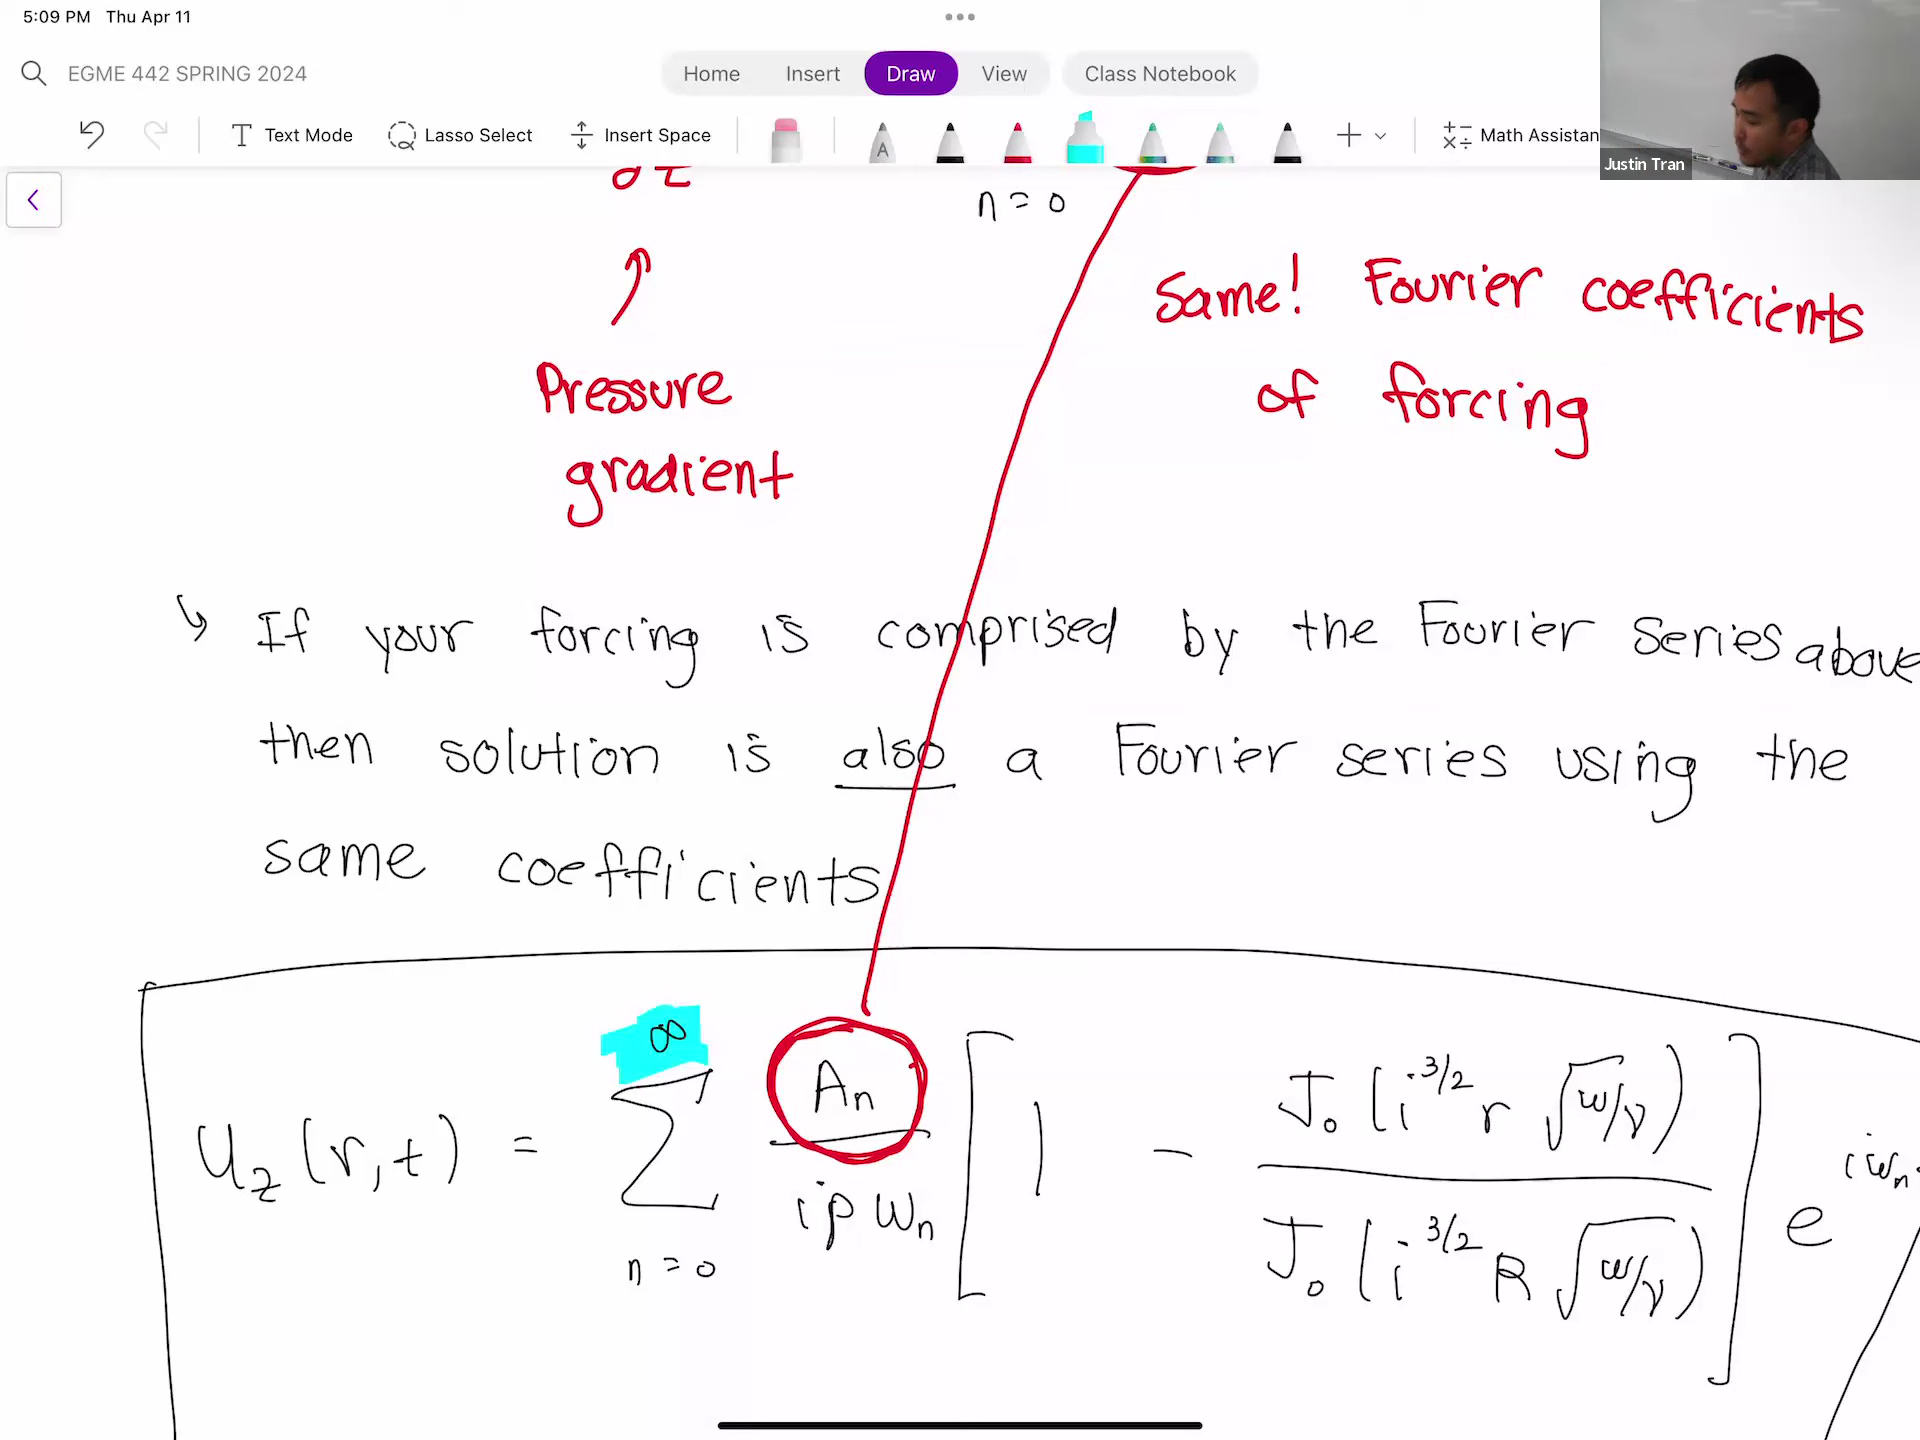 5:09 PM Thu Apr 11
EGME 442 SPRING 2024
Home Insert Draw View Class Notebook
Text Mode Lasso Select Insert Space Math Assistan
Justin Tran
n = 0
Same! Fourier coefficients
of forcing
Pressure
gradient
↳ If your forcing is comprised by the Fourier series above
then solution is also a Fourier series using the
same coefficients
u_z (r,t) = ∑_{n=0}^{∞} A_n / (iρω_n) [ 1 - J_0 (i^{3/2} r √(ω/ν)) / J_0 (i^{3/2} R √(ω/ν)) ] e^{iω_n